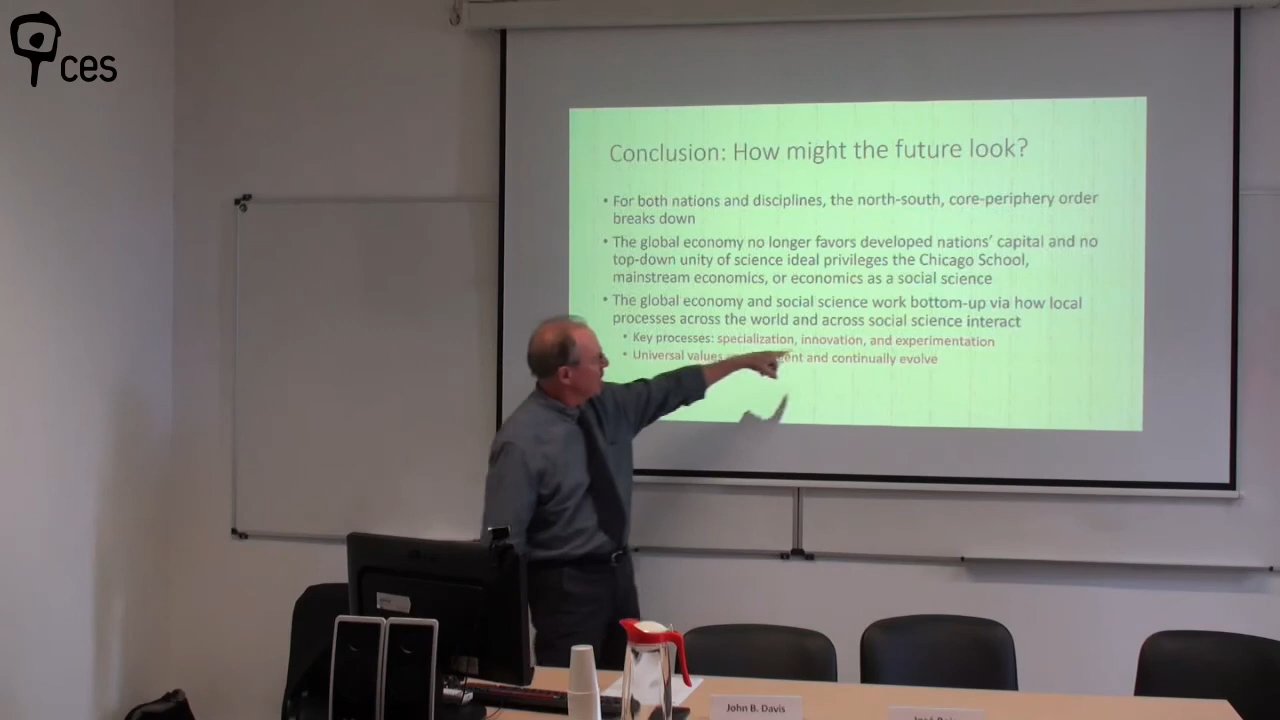 ces
Conclusion: How might the future look?
• For both nations and disciplines, the north-south, core-periphery order
breaks down
• The global economy no longer favors developed nations' capital and no
top-down unity of science ideal privileges the Chicago School,
mainstream economics, or economics as a social science
• The global economy and social science work bottom-up via how local
processes across the world and across social science interact
• Key processes: specialization, innovation, and experimentation
• Universal values and continually evolve
John B. Davis
José